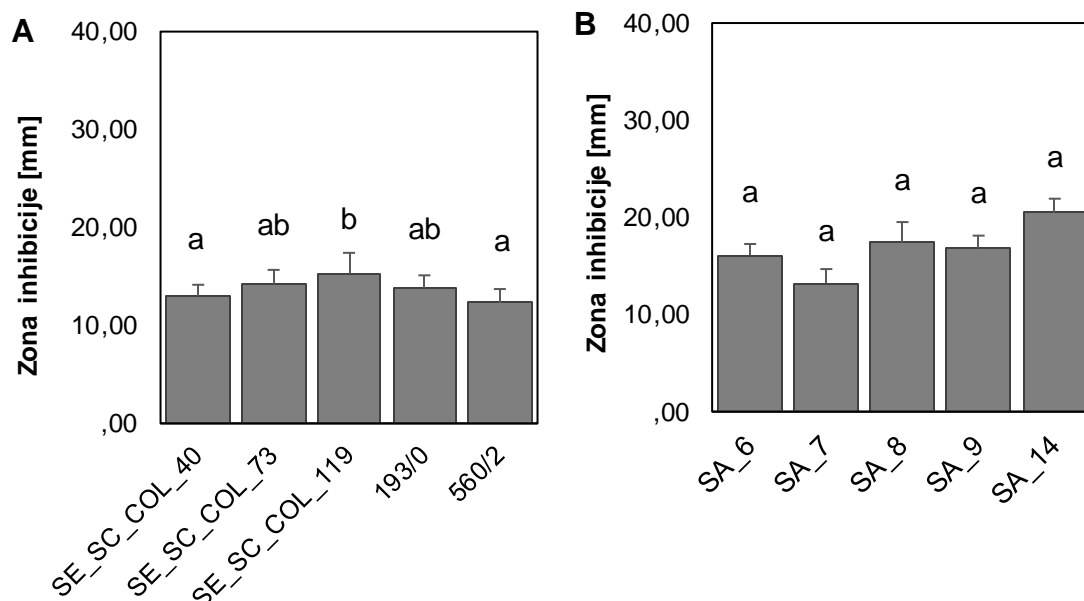 A
Zona inhibicije [mm]
40,00
30,00
20,00
10,00
,00
a
ab
b
ab
a
SE_SC_COL_40
SE_SC_COL_73
SE_SC_COL_119
193/0
560/2
B
Zona inhibicije [mm]
40,00
30,00
20,00
10,00
,00
a
a
a
a
a
SA_6
SA_7
SA_8
SA_9
SA_14